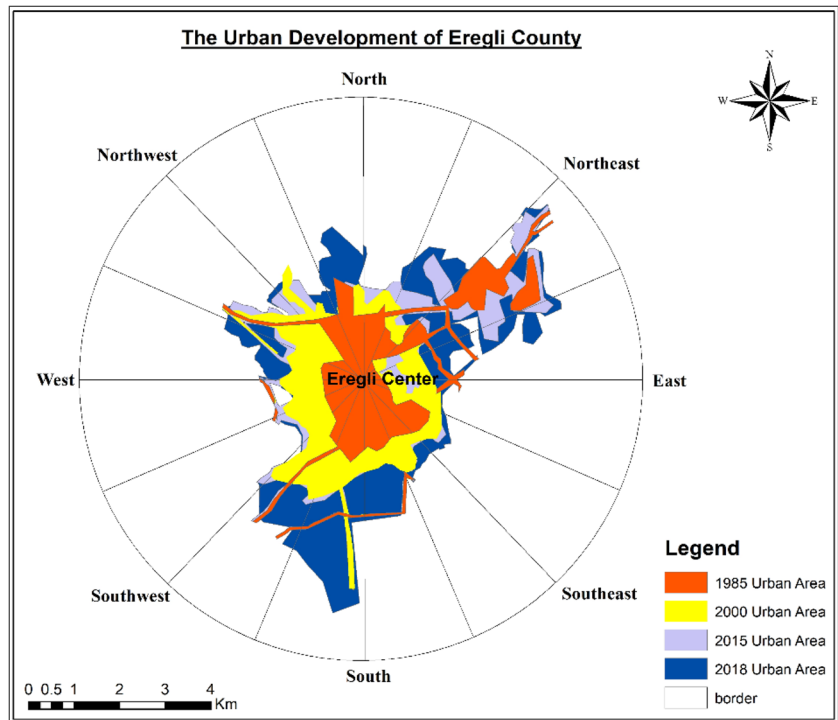 The Urban Development of Eregli County
North
N
W
E
S
Northwest
Northeast
West
Eregli Center
East
Southwest
Southeast
South
Legend
1985 Urban Area
2000 Urban Area
2015 Urban Area
2018 Urban Area
border
0 0.5 1 2 3 4
Km